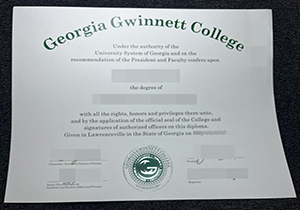 Georgia Gwinnett College
Under the authority of the
University System of Georgia and on the
recommendation of the President and Faculty confers upon
the degree of
with all the rights, honors and privileges there unto,
and by the application of the official seal of the College and
signatures of authorized officers on this diploma.
Given in Lawrenceville in the State of Georgia on